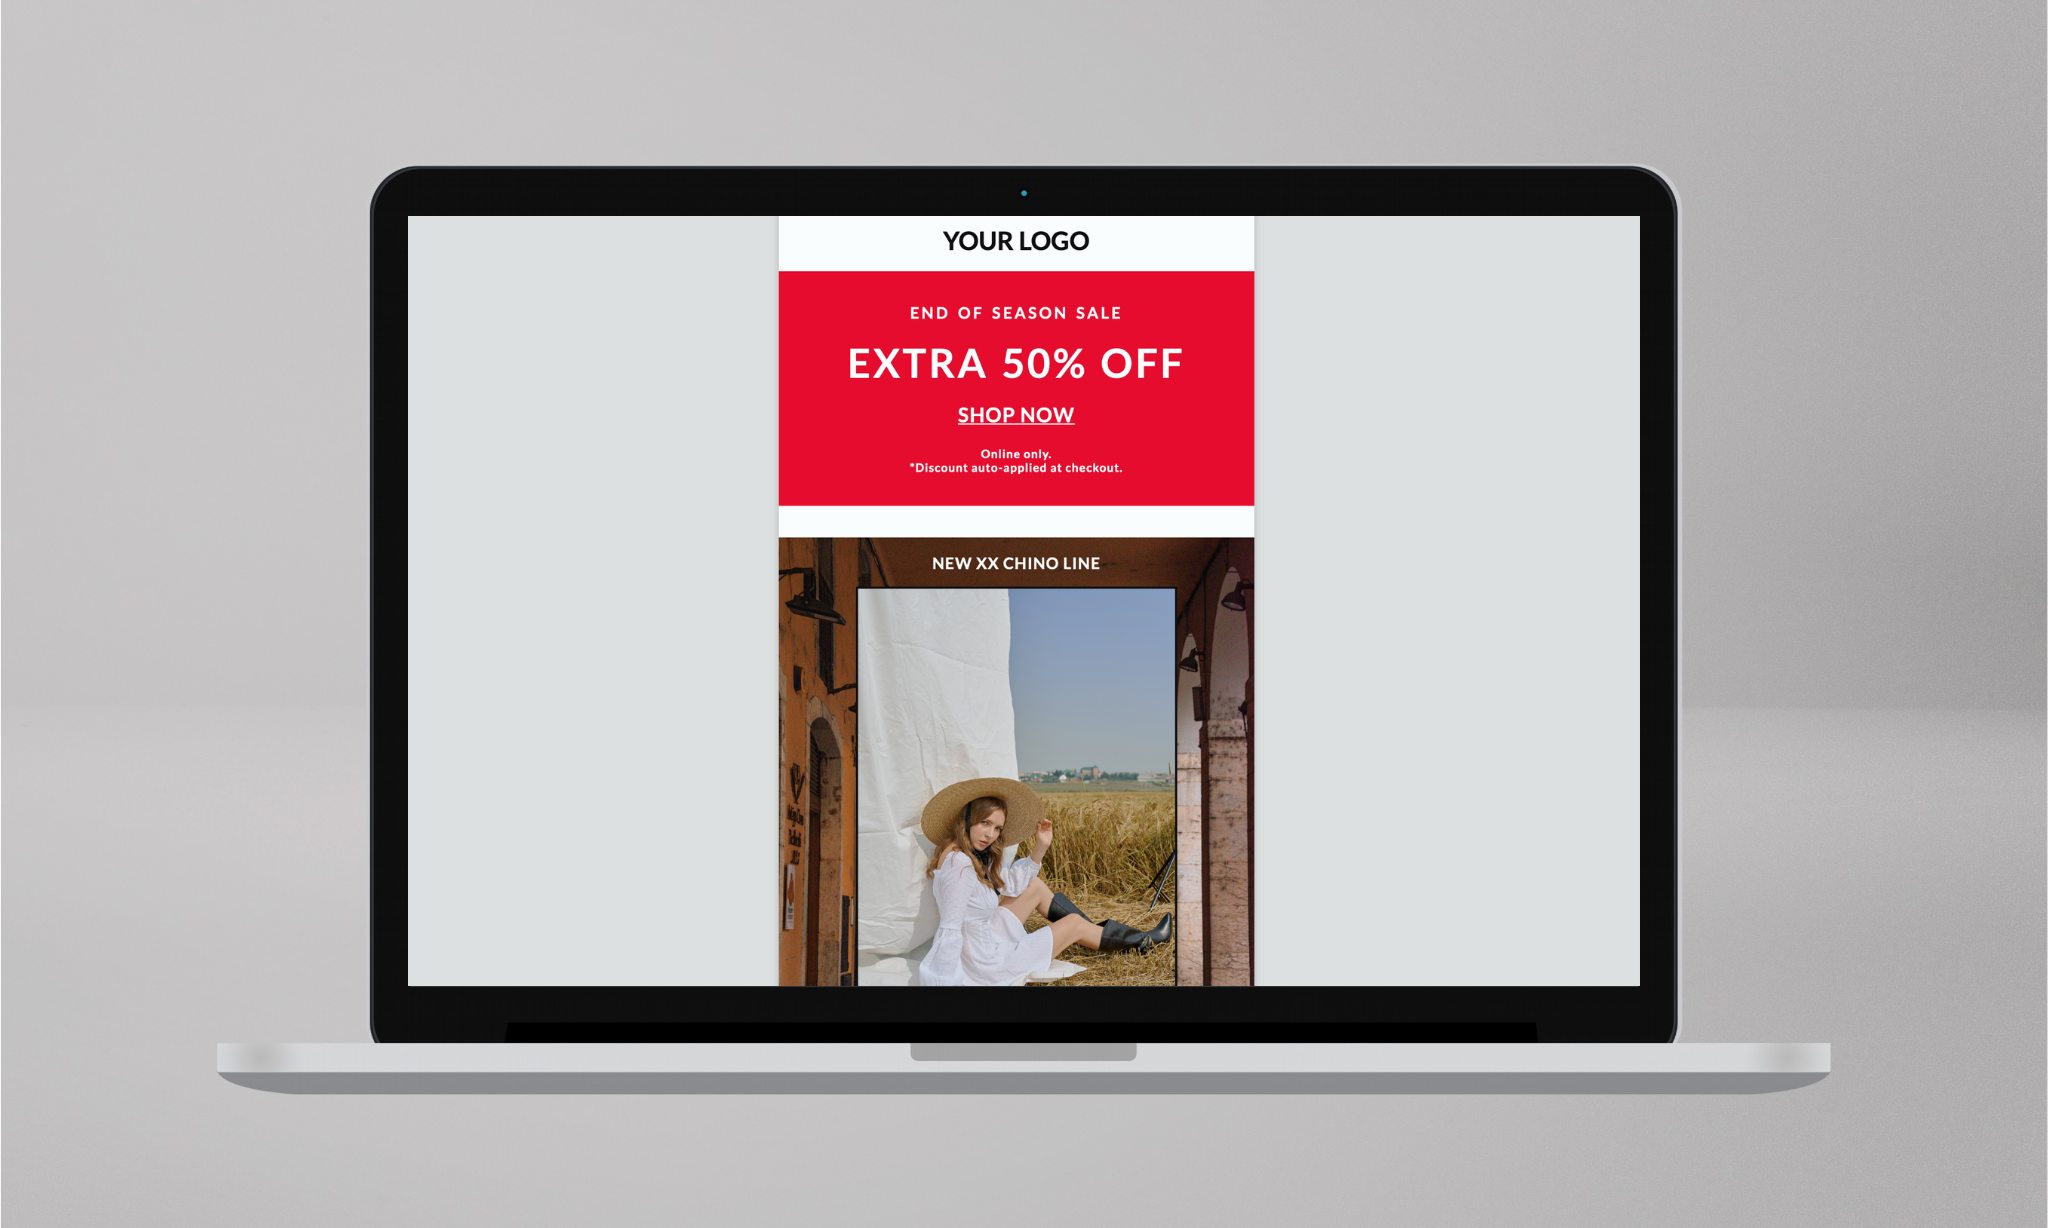 YOUR LOGO
END OF SEASON SALE
EXTRA 50% OFF
SHOP NOW
Online only.
*Discount auto-applied at checkout.
NEW XX CHINO LINE